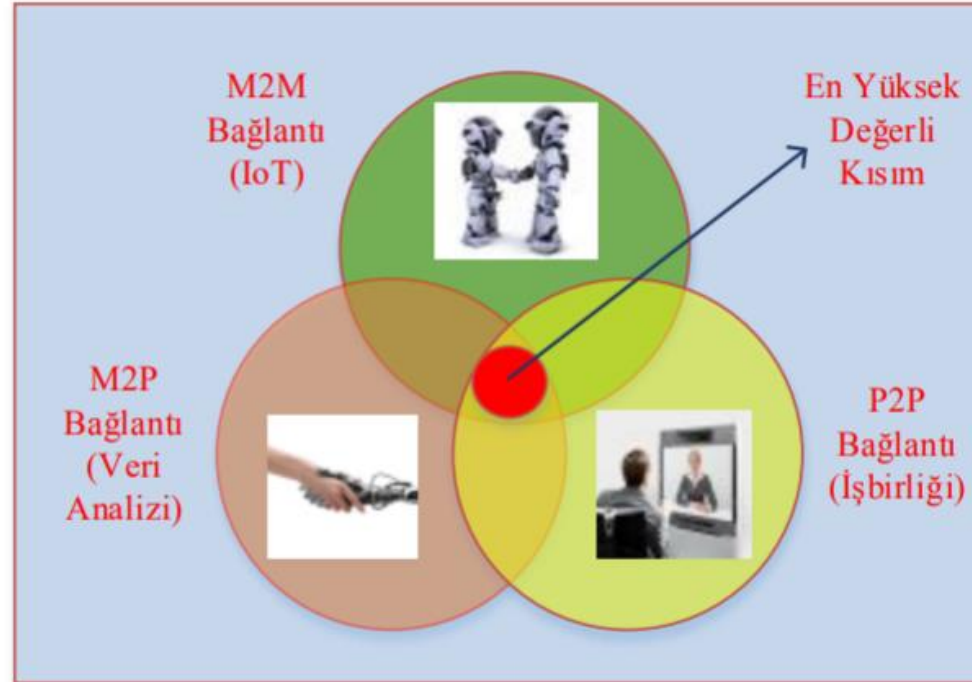 M2M
Bağlantı
(IoT)
En Yüksek
Değerli
Kısım
M2P
Bağlantı
(Veri
Analizi)
P2P
Bağlantı
(İşbirliği)